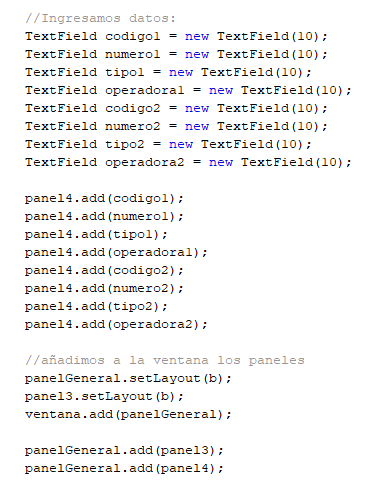 //Ingresamos datos:
TextField codigo1 = new TextField(10);
TextField numero1 = new TextField(10);
TextField tipo1 = new TextField(10);
TextField operadora1 = new TextField(10);
TextField codigo2 = new TextField(10);
TextField numero2 = new TextField(10);
TextField tipo2 = new TextField(10);
TextField operadora2 = new TextField(10);
panel4.add(codigo1);
panel4.add(numero1);
panel4.add(tipo1);
panel4.add(operadora1);
panel4.add(codigo2);
panel4.add(numero2);
panel4.add(tipo2);
panel4.add(operadora2);
//añadimos a la ventana los paneles
panelGeneral.setLayout(b);
panel3.setLayout(b);
ventana.add(panelGeneral);
panelGeneral.add(panel3);
panelGeneral.add(panel4);